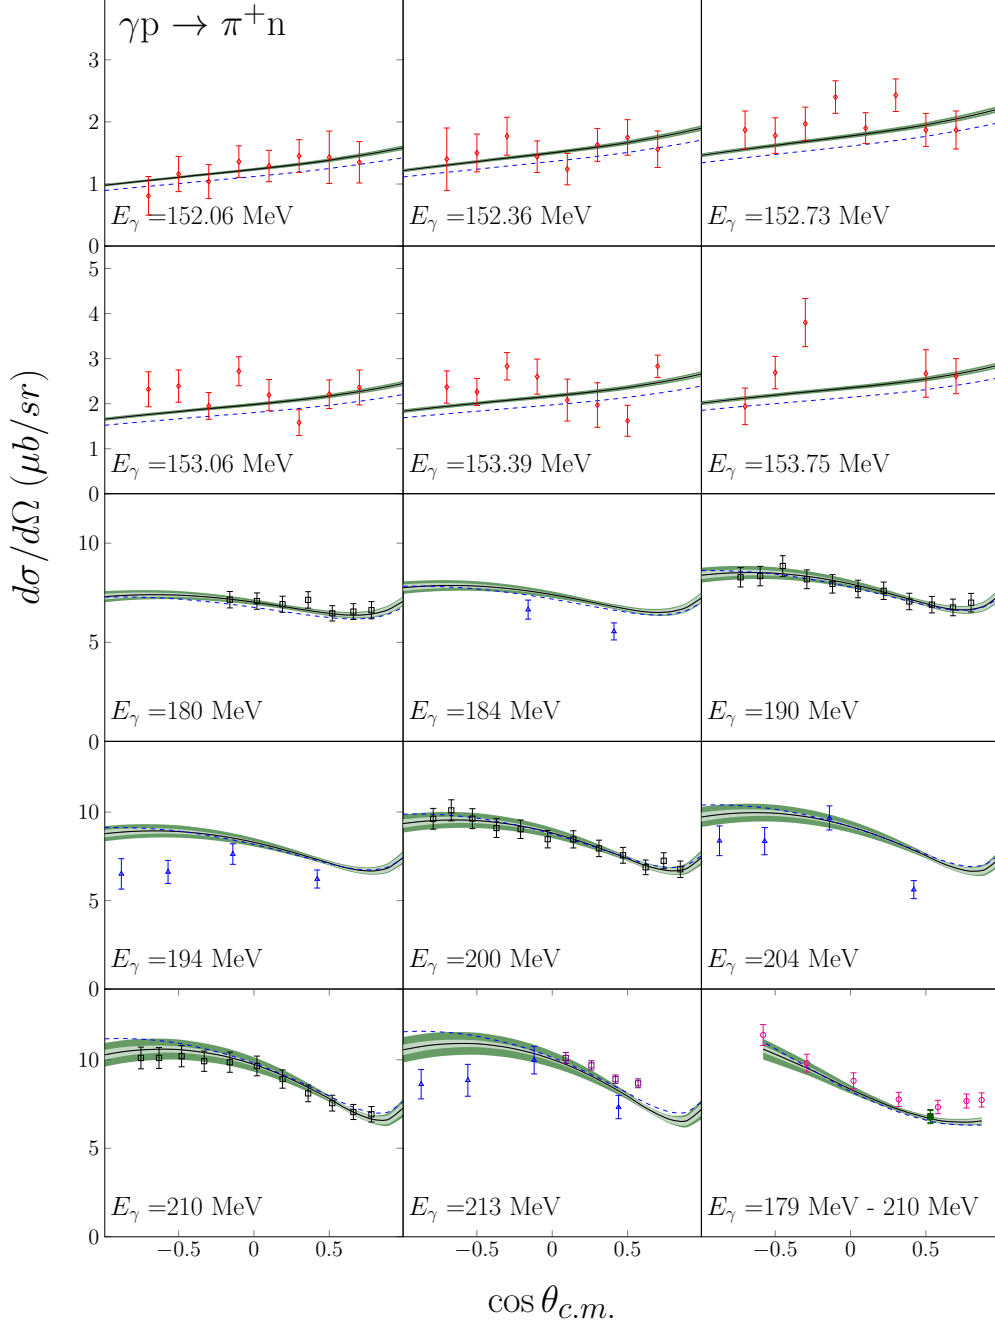 γp → π⁺n
3
2
1
0
E_γ =152.06 MeV
E_γ =152.36 MeV
E_γ =152.73 MeV
5
4
3
2
1
0
E_γ =153.06 MeV
E_γ =153.39 MeV
E_γ =153.75 MeV
dσ/dΩ (μb/sr)
10
5
0
E_γ =180 MeV
E_γ =184 MeV
E_γ =190 MeV
10
5
0
E_γ =194 MeV
E_γ =200 MeV
E_γ =204 MeV
10
5
0
E_γ =210 MeV
E_γ =213 MeV
E_γ =179 MeV - 210 MeV
−0.5 0 0.5 −0.5 0 0.5 −0.5 0 0.5
cos θ_{c.m.}